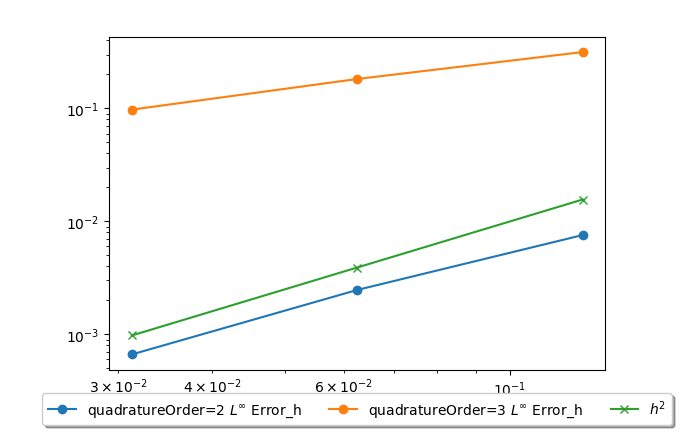 10⁻¹
10⁻²
10⁻³
3 × 10⁻² 4 × 10⁻² 6 × 10⁻² 10⁻¹
quadratureOrder=2 L^∞ Error_h quadratureOrder=3 L^∞ Error_h h²